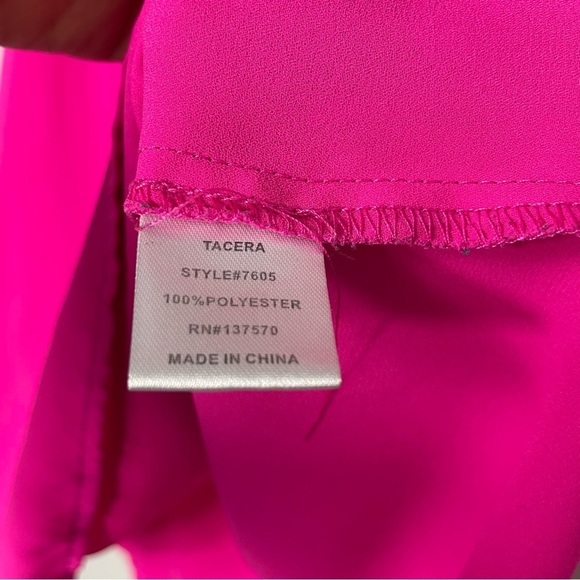 TACERA
STYLE#7605
100%POLYESTER
RN#137570
MADE IN CHINA